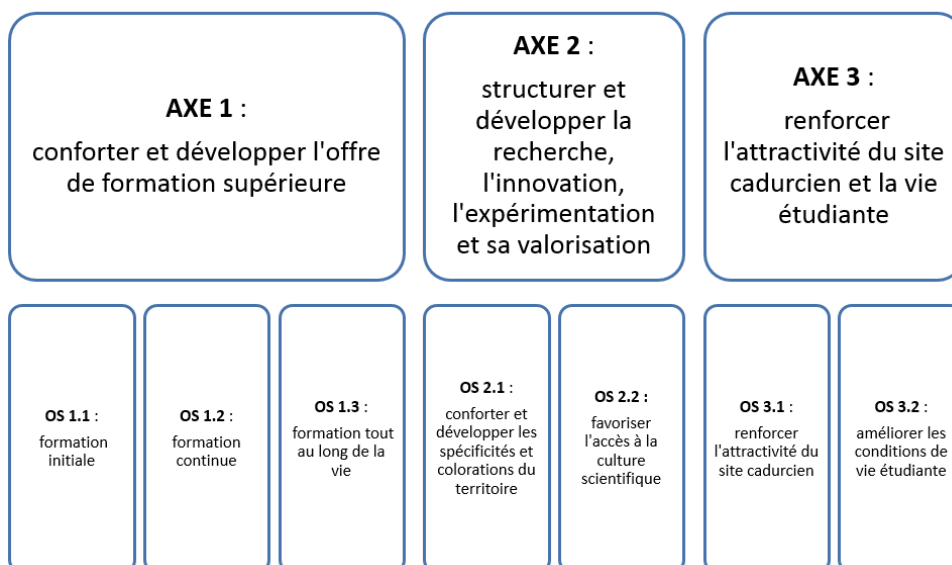 AXE 1 :
conforter et développer l'offre
de formation supérieure
AXE 2 :
structurer et
développer la
recherche,
l'innovation,
l'expérimentation
et sa valorisation
AXE 3 :
renforcer
l'attractivité du site
cadurcien et la vie
étudiante
OS 1.1 :
formation
initiale
OS 1.2 :
formation
continue
OS 1.3 :
formation tout
au long de la
vie
OS 2.1 :
conforter et
développer les
spécificités et
colorations du
territoire
OS 2.2 :
favoriser
l'accès à la
culture
scientifique
OS 3.1 :
renforcer
l'attractivité du
site cadurcien
OS 3.2 :
améliorer les
conditions de
vie étudiante